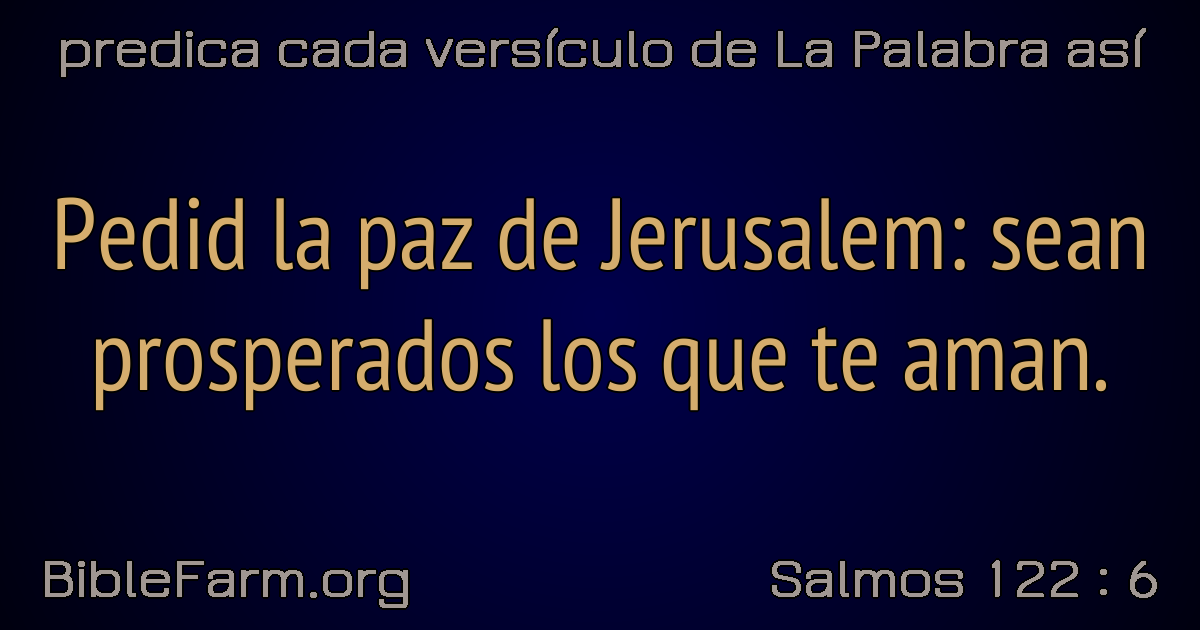 predica cada versículo de La Palabra así
Pedid la paz de Jerusalem: sean
prosperados los que te aman.
BibleFarm.org
Salmos 122 : 6